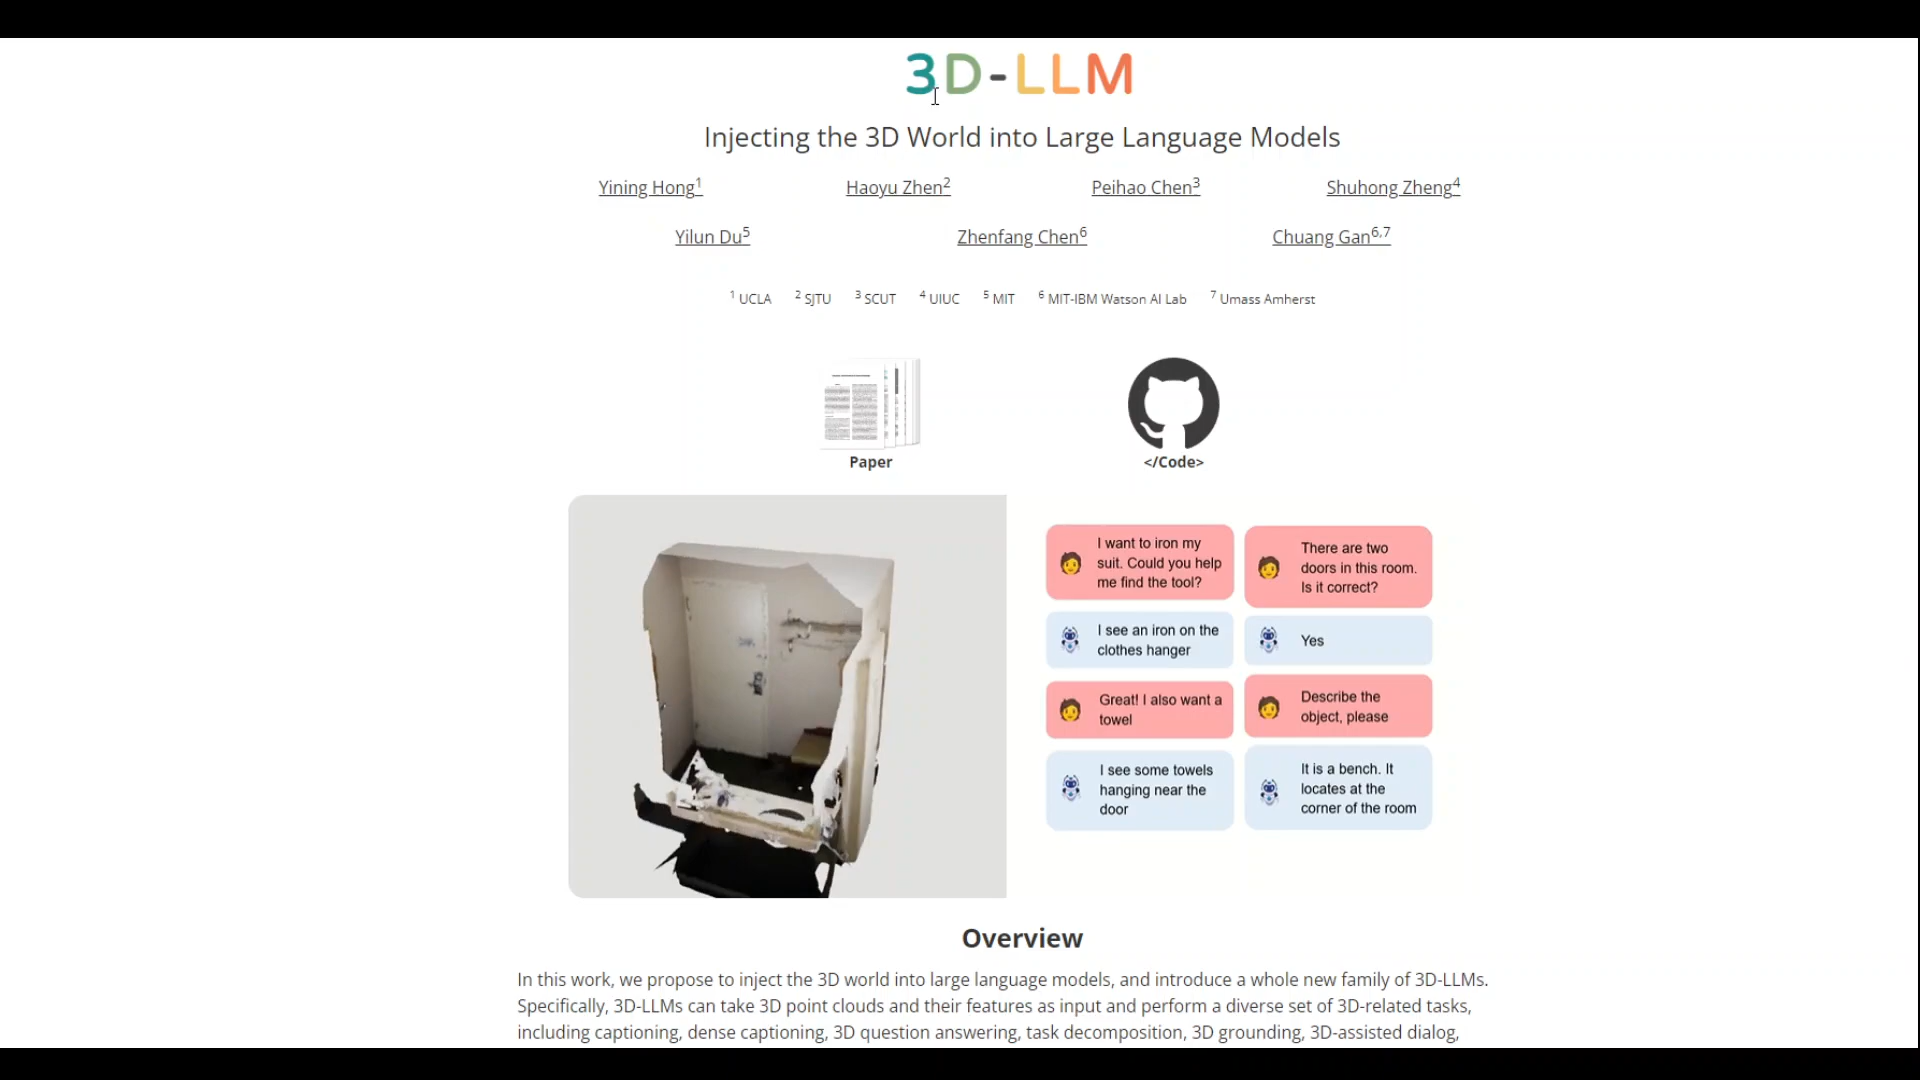 3D-LLM
Injecting the 3D World into Large Language Models
Yining Hong1 Haoyu Zhen2 Peihao Chen3 Shuhong Zheng4
Yilun Du5 Zhenfang Chen6 Chuang Gan6,7
1 UCLA 2 SJTU 3 SCUT 4 UIUC 5 MIT 6 MIT-IBM Watson AI Lab 7 Umass Amherst
Paper
</Code>
I want to iron my
suit. Could you help
me find the tool?
I see an iron on the
clothes hanger
Great! I also want a
towel
I see some towels
hanging near the
door
There are two
doors in this room.
Is it correct?
Yes
Describe the
object, please
It is a bench. It
locates at the
corner of the room
Overview
In this work, we propose to inject the 3D world into large language models, and introduce a whole new family of 3D-LLMs.
Specifically, 3D-LLMs can take 3D point clouds and their features as input and perform a diverse set of 3D-related tasks,
including captioning, dense captioning, 3D question answering, task decomposition, 3D grounding, 3D-assisted dialog,